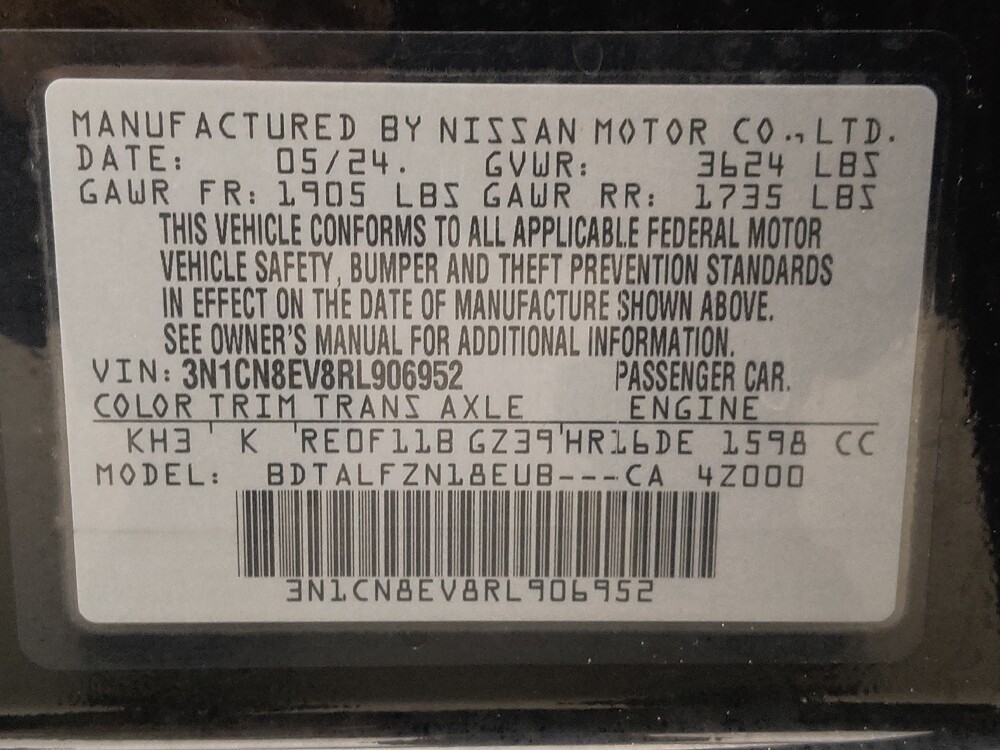 MANUFACTURED BY NISSAN MOTOR CO., LTD.
DATE: 05/24. GVWR: 3624 LBS
GAWR FR: 1905 LBS GAWR RR: 1735 LBS
THIS VEHICLE CONFORMS TO ALL APPLICABLE FEDERAL MOTOR
VEHICLE SAFETY, BUMPER AND THEFT PREVENTION STANDARDS
IN EFFECT ON THE DATE OF MANUFACTURE SHOWN ABOVE.
SEE OWNER'S MANUAL FOR ADDITIONAL INFORMATION.
VIN: 3N1CN8EV8RL906952 PASSENGER CAR.
COLOR TRIM TRANS AXLE ENGINE
KH3 ' K 'RE0F11B GZ39'HR16DE 1598 CC
MODEL: BDTALFZN18EUB---CA 4Z000
3N1CN8EV8RL906952